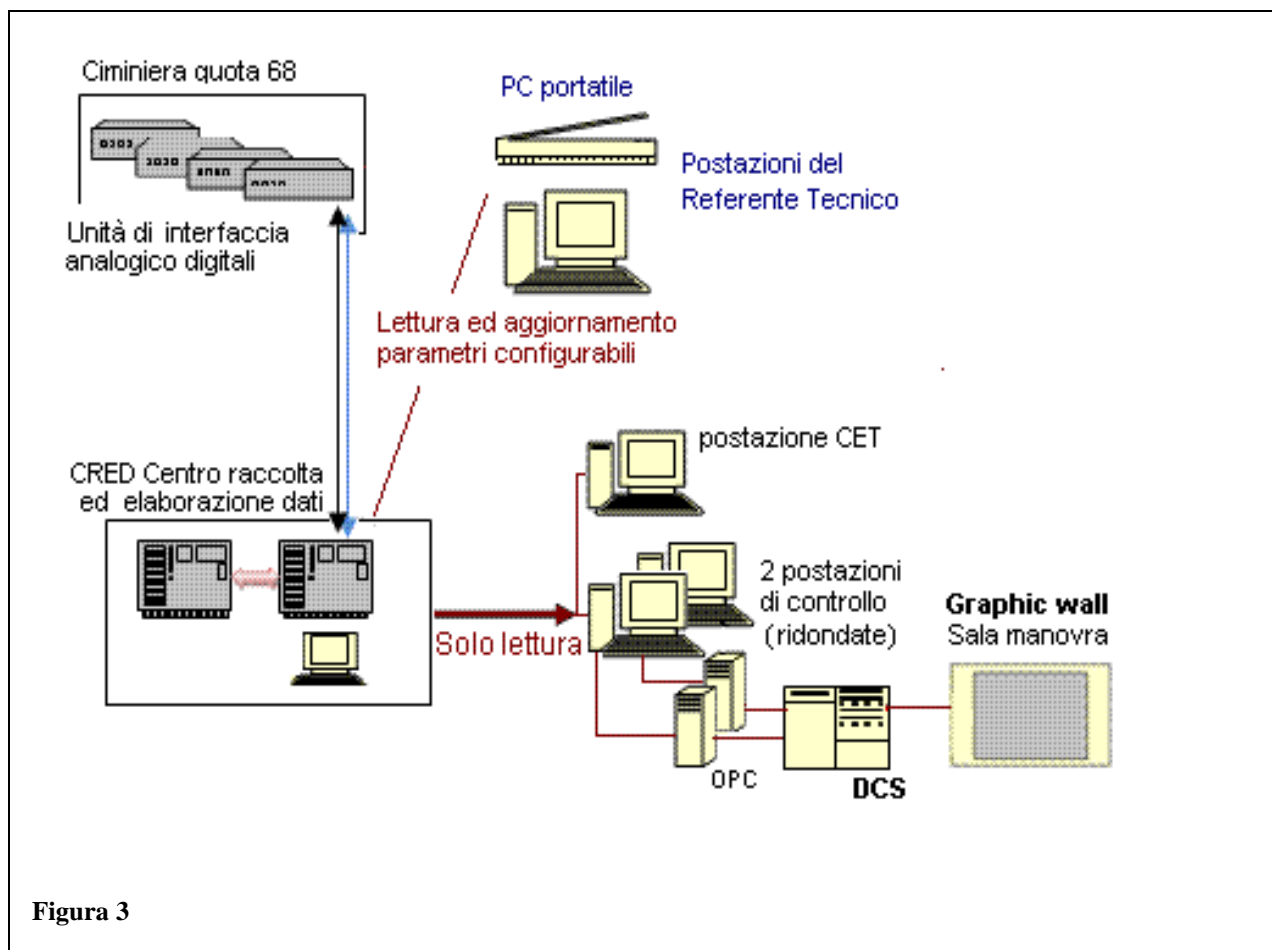 Ciminiera quota 68
Unità di interfaccia
analogico digitali
PC portatile
Postazioni del
Referente Tecnico
Lettura ed aggiornamento
parametri configurabili
CRED Centro raccolta
ed elaborazione dati
Solo lettura
postazione CET
2 postazioni
di controllo
(ridondate)
OPC
DCS
Graphic wall
Sala manovra
Figura 3